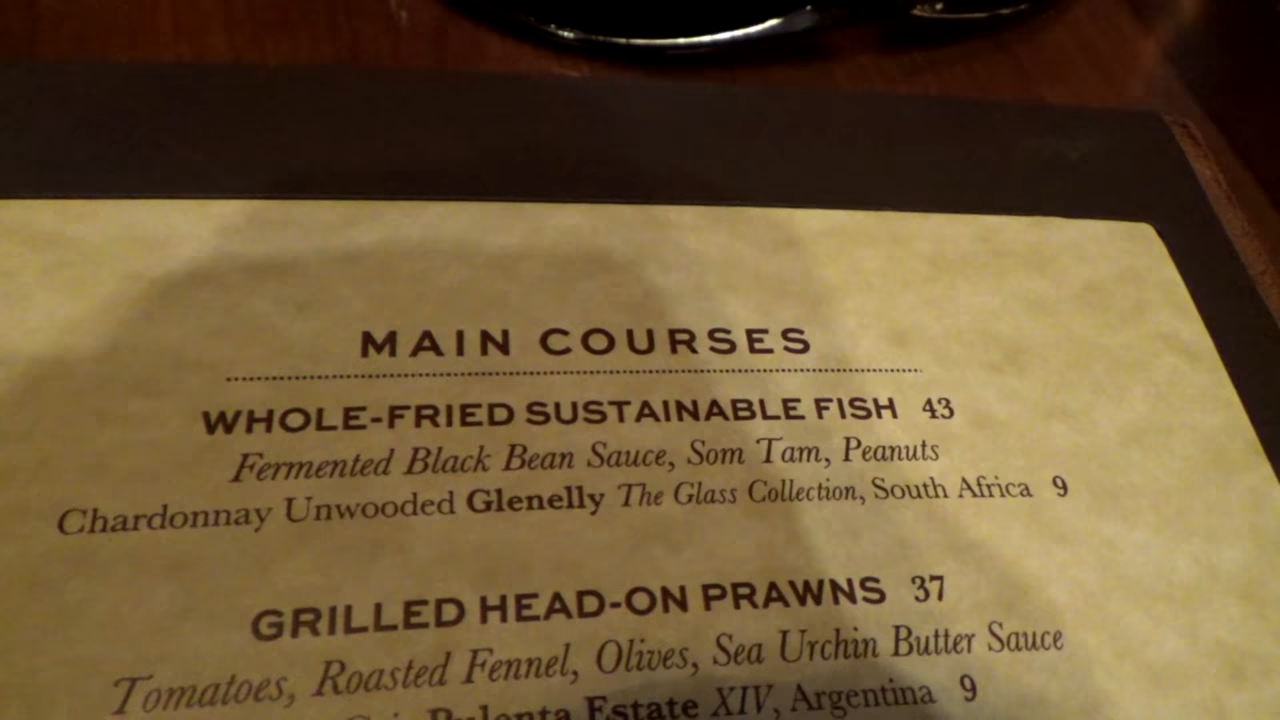 MAIN COURSES
WHOLE-FRIED SUSTAINABLE FISH 43
Fermented Black Bean Sauce, Som Tam, Peanuts
Chardonnay Unwooded Glenelly The Glass Collection, South Africa 9
GRILLED HEAD-ON PRAWNS 37
Tomatoes, Roasted Fennel, Olives, Sea Urchin Butter Sauce
Pulenta Estate XIV, Argentina 9